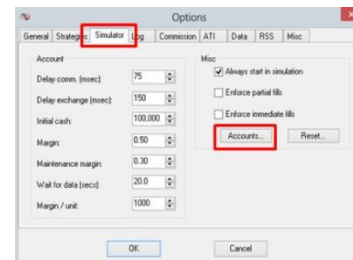 Options
General Strategies Simulator Log Commission ATI Data RSS Misc
Account
Delay comm. (msec): 75
Delay exchange (msec): 150
Initial cash: 100,000
Margin: 0.50
Maintenance margin: 0.30
Wait for data (secs): 20.0
Margin / unit: 1000
Misc
Always start in simulation
Enforce partial fills
Enforce immediate fills
Accounts... Reset...
OK Cancel